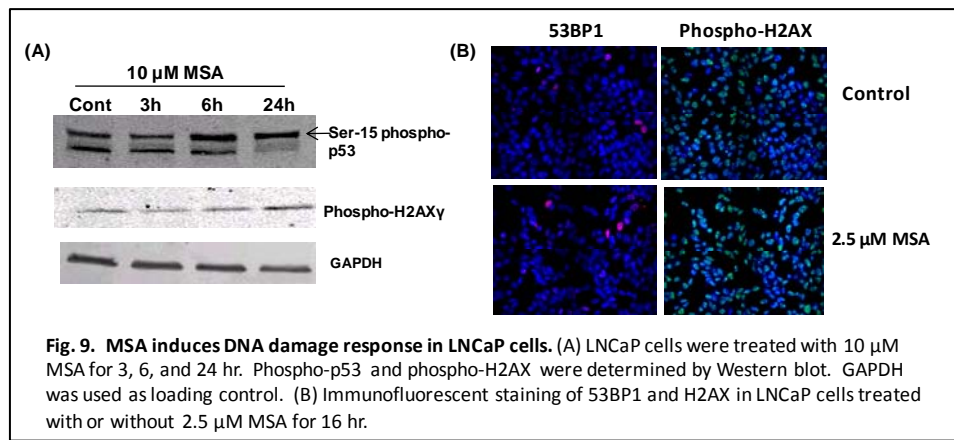 (A)
10 µM MSA
Cont 3h 6h 24h
Ser-15 phospho-
p53
Phospho-H2AXγ
GAPDH
(B)
53BP1 Phospho-H2AX
Control
2.5 µM MSA
Fig. 9. MSA induces DNA damage response in LNCaP cells. (A) LNCaP cells were treated with 10 µM
MSA for 3, 6, and 24 hr. Phospho-p53 and phospho-H2AX were determined by Western blot. GAPDH
was used as loading control. (B) Immunofluorescent staining of 53BP1 and H2AX in LNCaP cells treated
with or without 2.5 µM MSA for 16 hr.